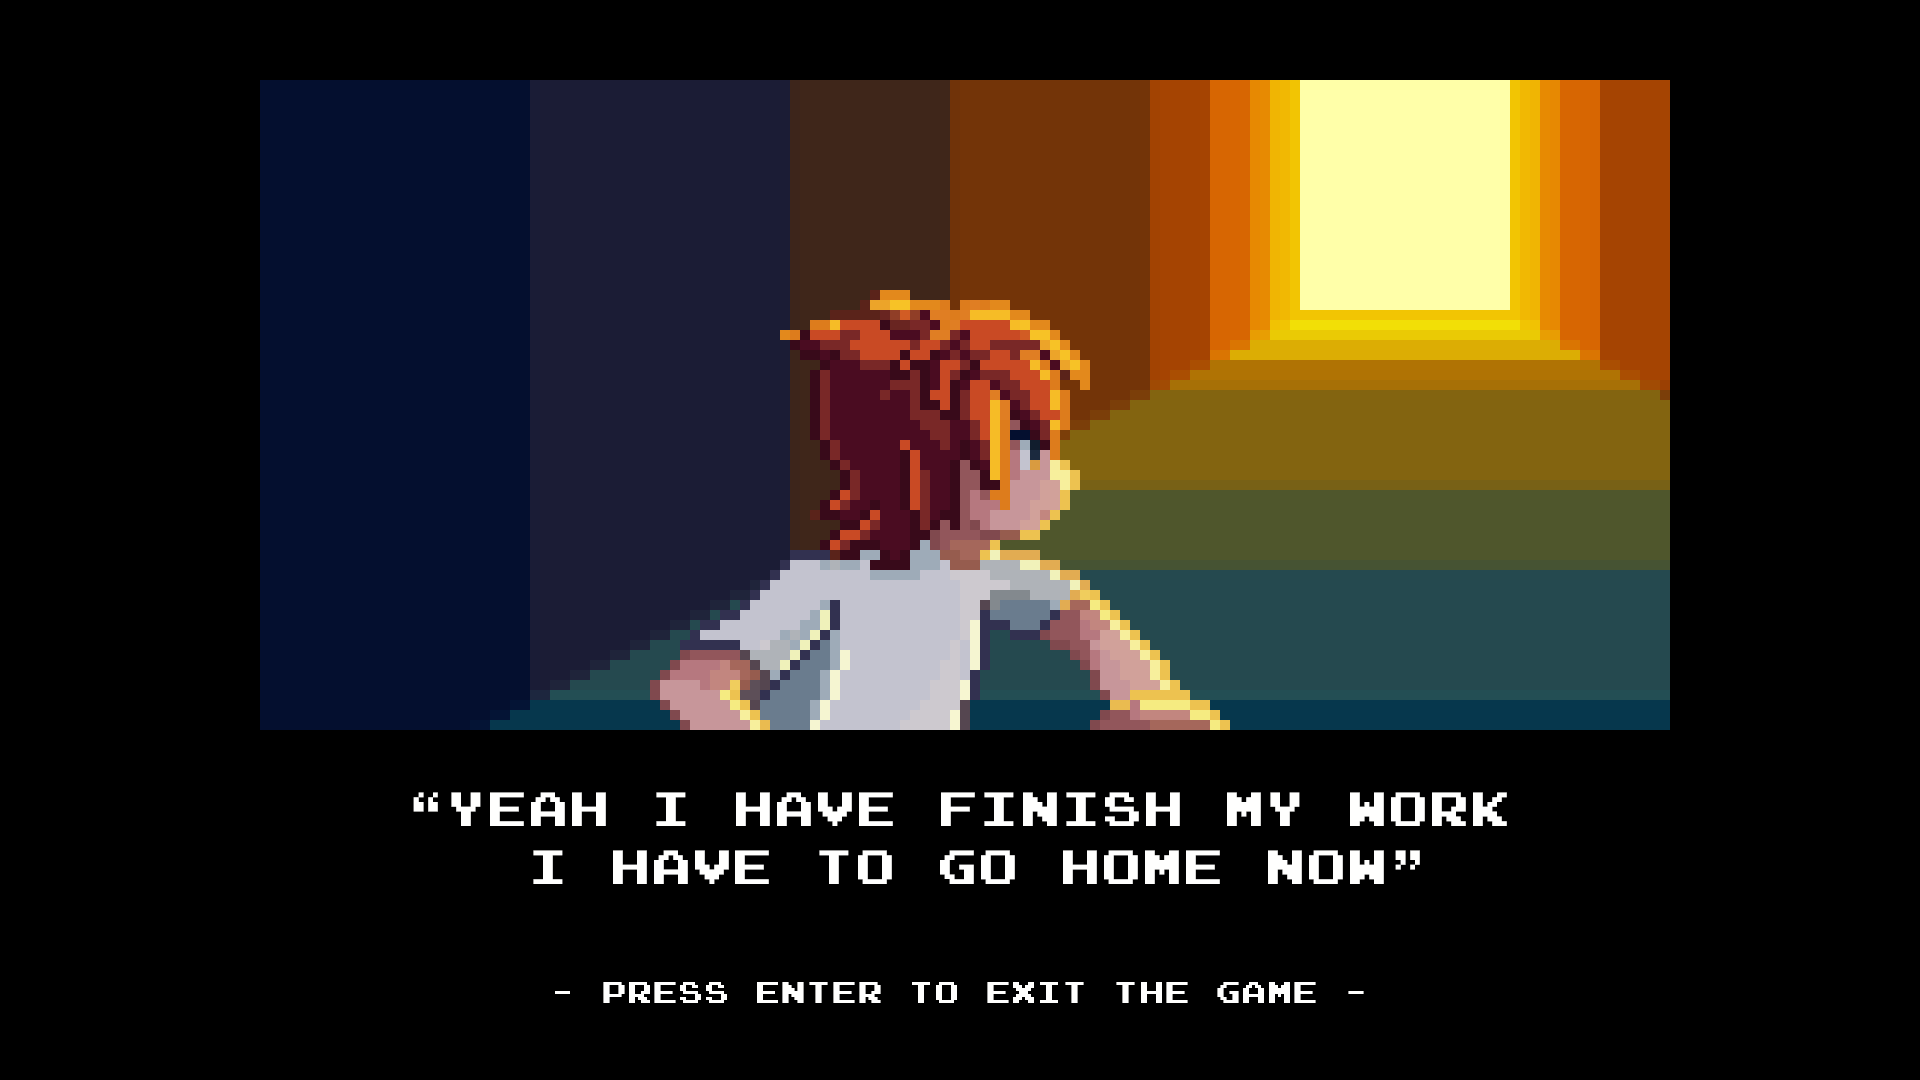 “YEAH I HAVE FINISH MY WORK
I HAVE TO GO HOME NOW”
- PRESS ENTER TO EXIT THE GAME -